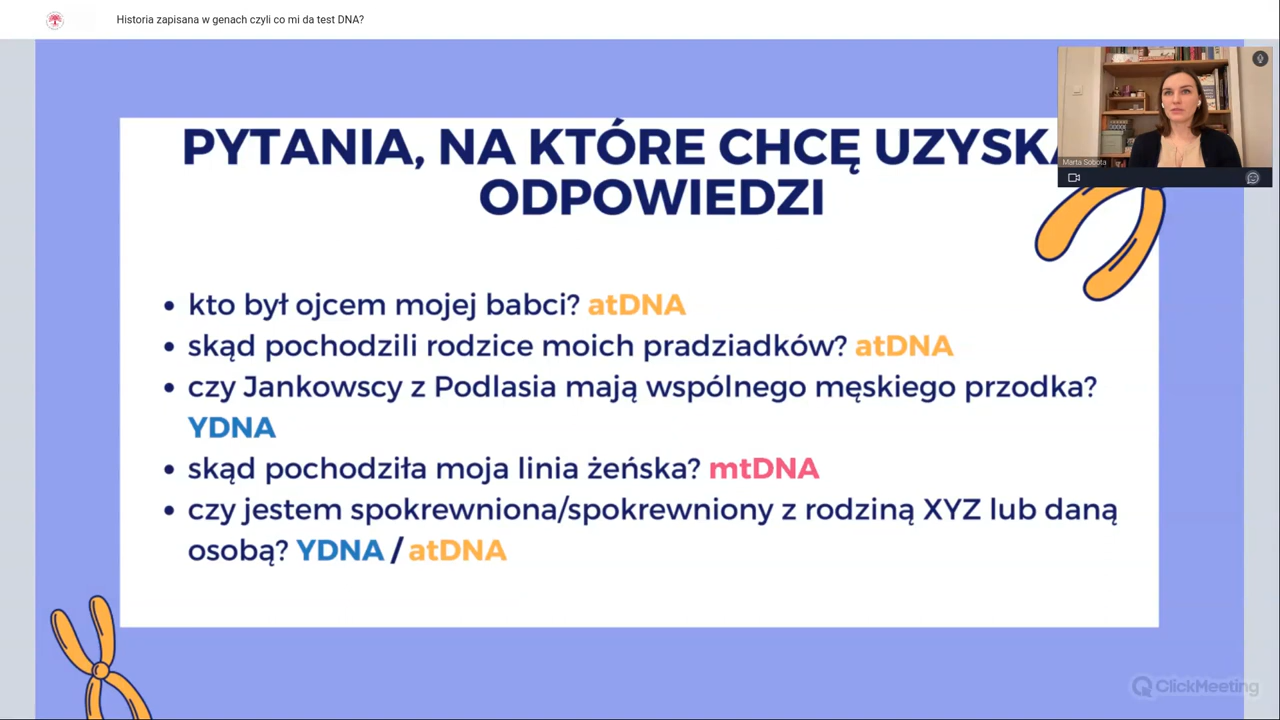 Historia zapisana w genach czyli co mi da test DNA?
PYTANIA, NA KTÓRE CHCĘ
ODPOWIEDZI
Marta Sobota
• kto był ojcem mojej babci? atDNA
• skąd pochodzili rodzice moich pradziadków? atDNA
• czy Jankowscy z Podlasia mają wspólnego męskiego przodka?
YDNA
• skąd pochodziła moja linia żeńska? mtDNA
• czy jestem spokrewniona/spokrewniony z rodziną XYZ lub daną
osobą? YDNA / atDNA
ClickMeeting